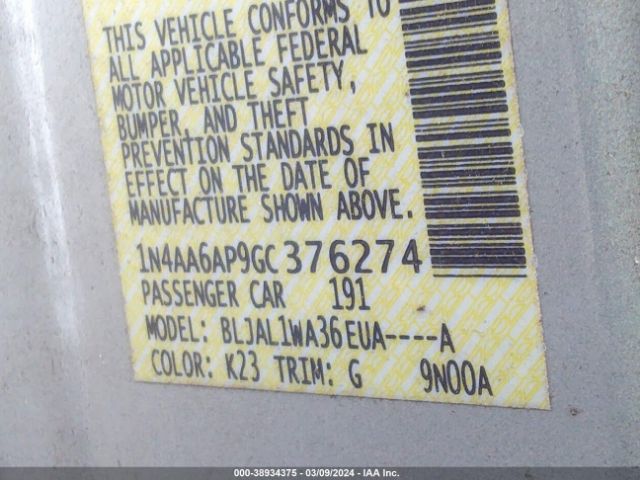 THIS VEHICLE CONFORMS TO
ALL APPLICABLE FEDERAL
MOTOR VEHICLE SAFETY,
BUMPER, AND THEFT
PREVENTION STANDARDS IN
EFFECT ON THE DATE OF
MANUFACTURE SHOWN ABOVE.
1N4AA6AP9GC376274
PASSENGER CAR 191
MODEL: BLJAL1WA36EUA----A
COLOR: K23 TRIM: G 9N00A
000-38934375 - 03/09/2024 - IAA Inc.